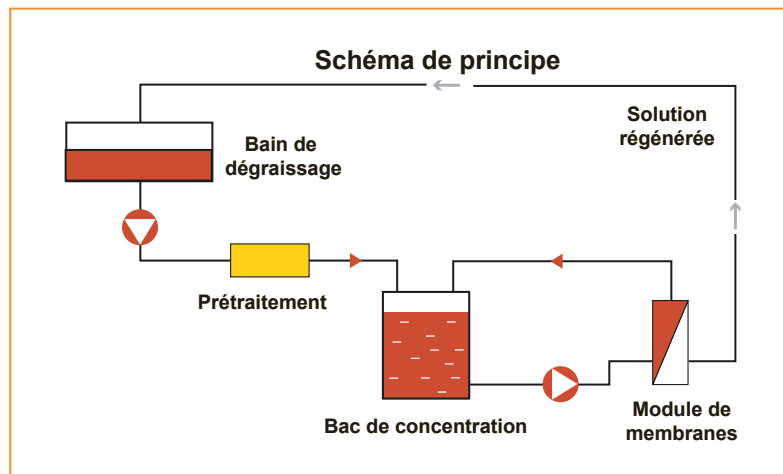 Schéma de principe
Solution
régénérée
Bain de
dégraissage
Prétraitement
Bac de concentration
Module de
membranes